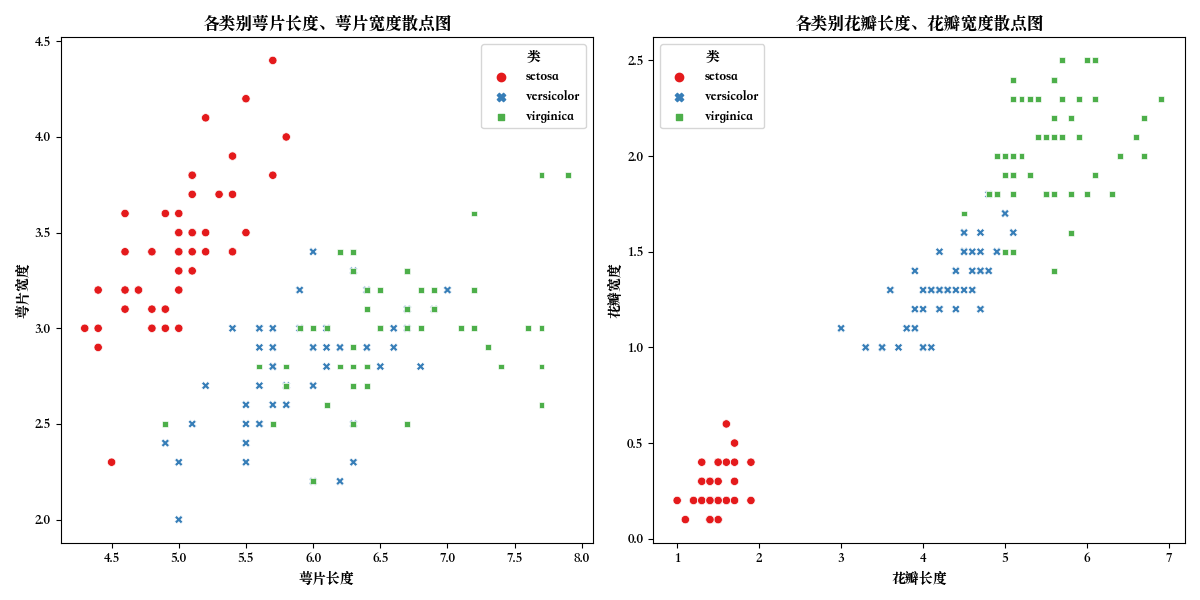 各类别萼片长度、萼片宽度散点图
4.5
4.0
3.5
3.0
2.5
2.0
萼片宽度
类
setosa
versicolor
virginica
4.5 5.0 5.5 6.0 6.5 7.0 7.5 8.0
萼片长度
各类别花瓣长度、花瓣宽度散点图
2.5
2.0
1.5
1.0
0.5
0.0
花瓣宽度
类
setosa
versicolor
virginica
1 2 3 4 5 6 7
花瓣长度